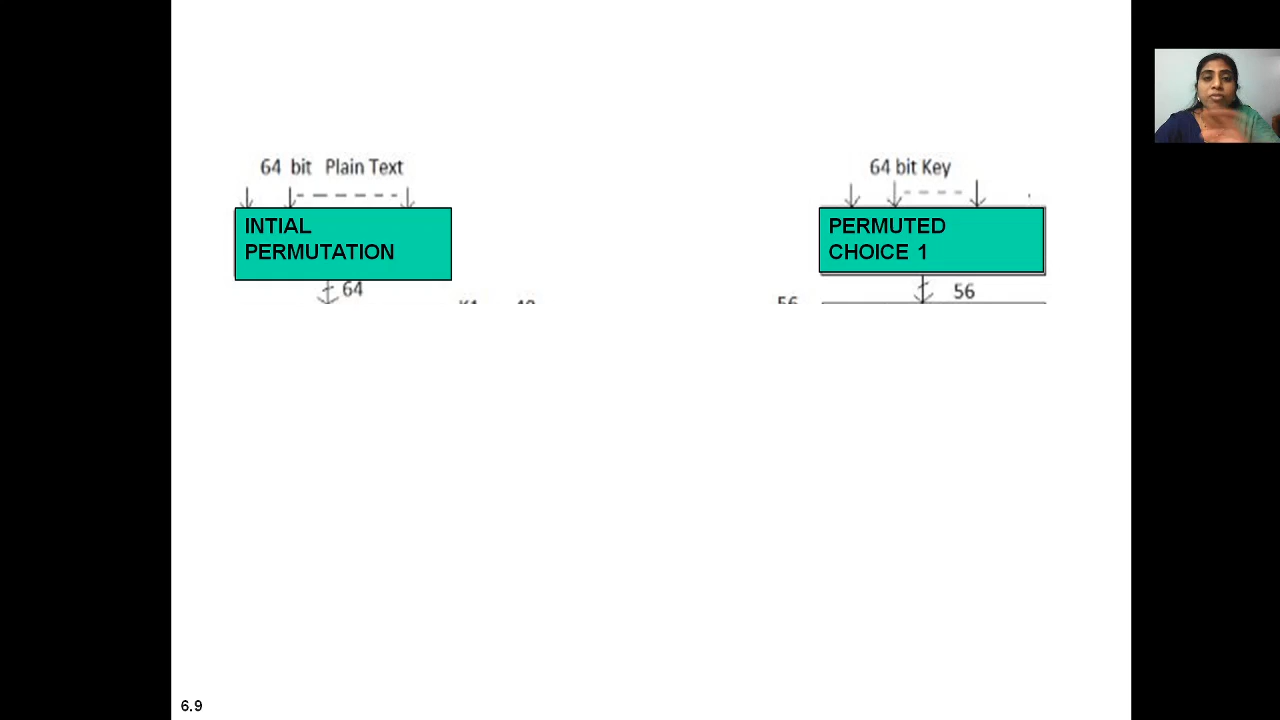 64 bit Plain Text
64 bit Key
INTIAL
PERMUTATION
PERMUTED
CHOICE 1
64
56
6.9